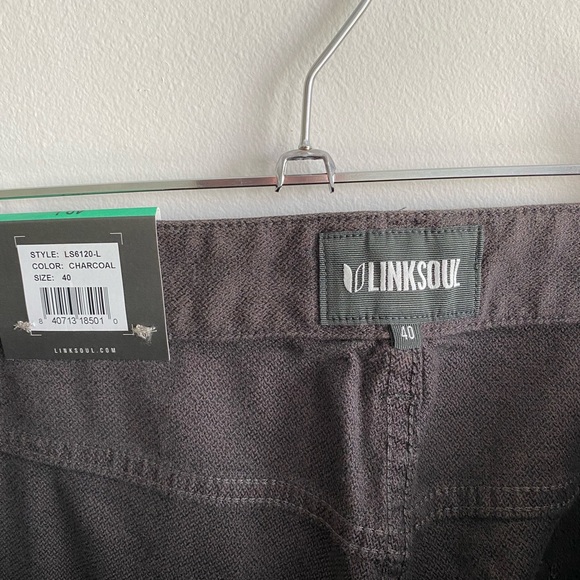 STYLE: LS6120-L
COLOR: CHARCOAL
SIZE: 40
8 40713 18501 0
LINKSOUL.COM
LINKSOUL
40